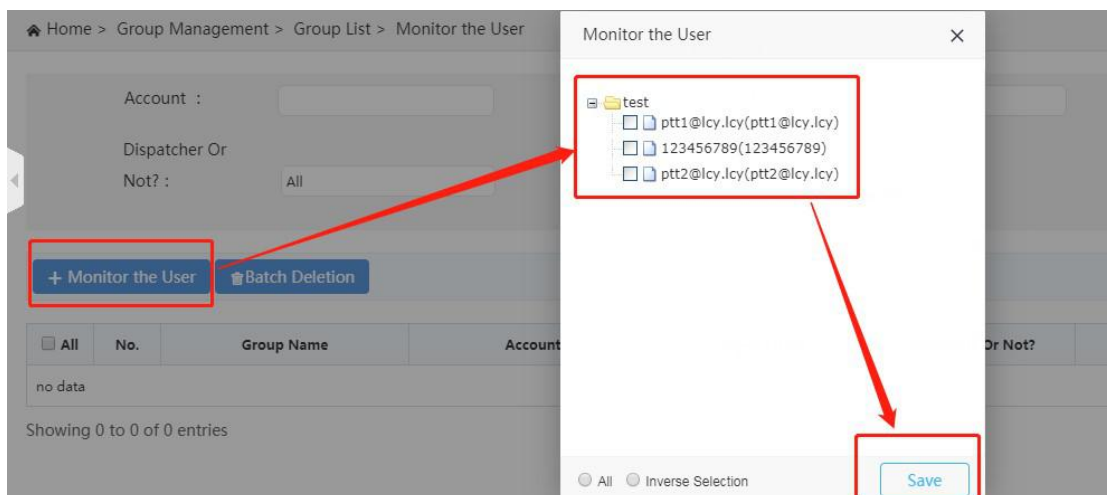 Home > Group Management > Group List > Monitor the User
Monitor the User
Account :
Dispatcher Or
Not? :
All
test
ptt1@lcy.lcy(ptt1@lcy.lcy)
123456789(123456789)
ptt2@lcy.lcy(ptt2@lcy.lcy)
+ Monitor the User
Batch Deletion
All No. Group Name Account Or Not?
no data
Showing 0 to 0 of 0 entries
All Inverse Selection
Save